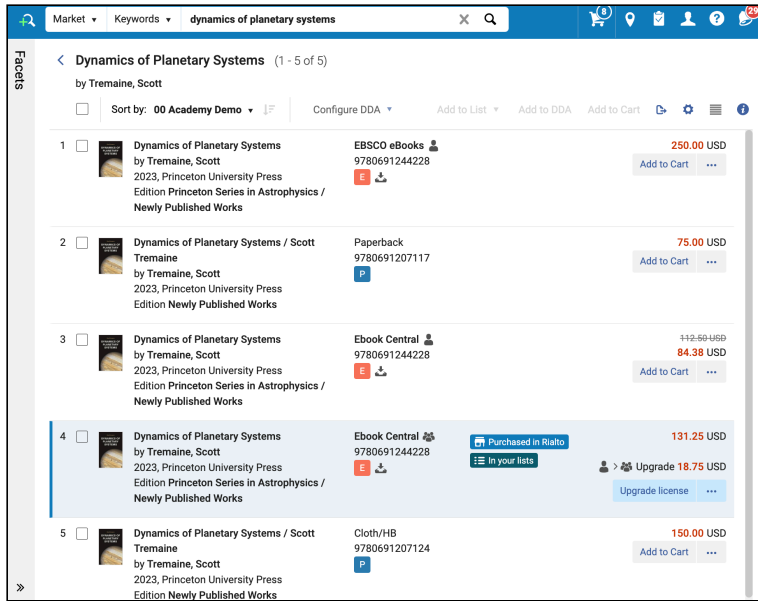 Market Keywords dynamics of planetary systems 8 29
Facets
Dynamics of Planetary Systems (1 - 5 of 5)
by Tremaine, Scott
Sort by: 00 Academy Demo Configure DDA Add to List Add to DDA Add to Cart
1 Dynamics of Planetary Systems EBSCO eBooks 250.00 USD
by Tremaine, Scott 9780691244228 Add to Cart
2023, Princeton University Press E
Edition Princeton Series in Astrophysics /
Newly Published Works
2 Dynamics of Planetary Systems / Scott Paperback 75.00 USD
Tremaine 9780691207117 Add to Cart
by Tremaine, Scott P
2023, Princeton University Press
Edition Newly Published Works
3 Dynamics of Planetary Systems Ebook Central 112.50 USD
by Tremaine, Scott 9780691244228 84.38 USD
2023, Princeton University Press E Add to Cart
Edition Princeton Series in Astrophysics /
Newly Published Works
4 Dynamics of Planetary Systems Ebook Central Purchased in Rialto 131.25 USD
by Tremaine, Scott 9780691244228 In your lists
2023, Princeton University Press E > Upgrade 18.75 USD
Edition Princeton Series in Astrophysics / Upgrade license
Newly Published Works
5 Dynamics of Planetary Systems / Scott Cloth/HB 150.00 USD
Tremaine 9780691207124 Add to Cart
by Tremaine, Scott P
2023, Princeton University Press
Edition Newly Published Works